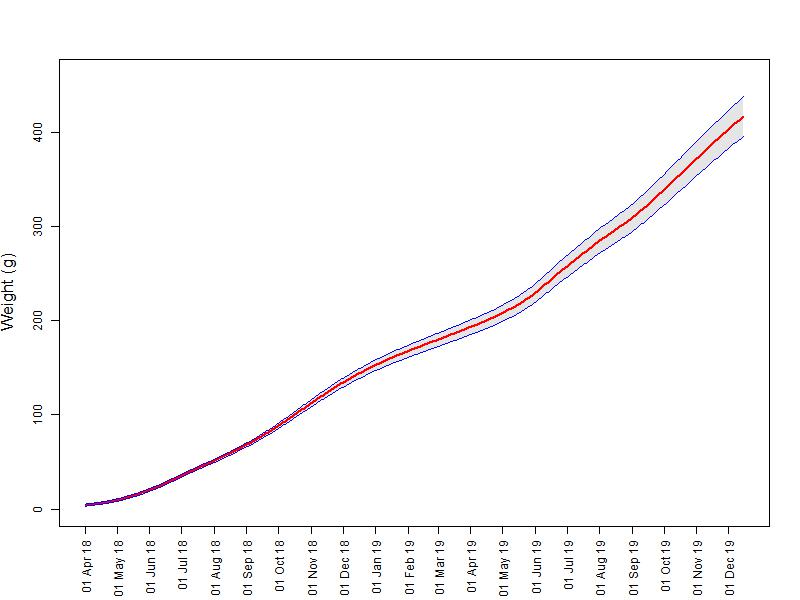 Weight (g)
400
300
200
100
0
01 Apr 18
01 May 18
01 Jun 18
01 Jul 18
01 Aug 18
01 Sep 18
01 Oct 18
01 Nov 18
01 Dec 18
01 Jan 19
01 Feb 19
01 Mar 19
01 Apr 19
01 May 19
01 Jun 19
01 Jul 19
01 Aug 19
01 Sep 19
01 Oct 19
01 Nov 19
01 Dec 19